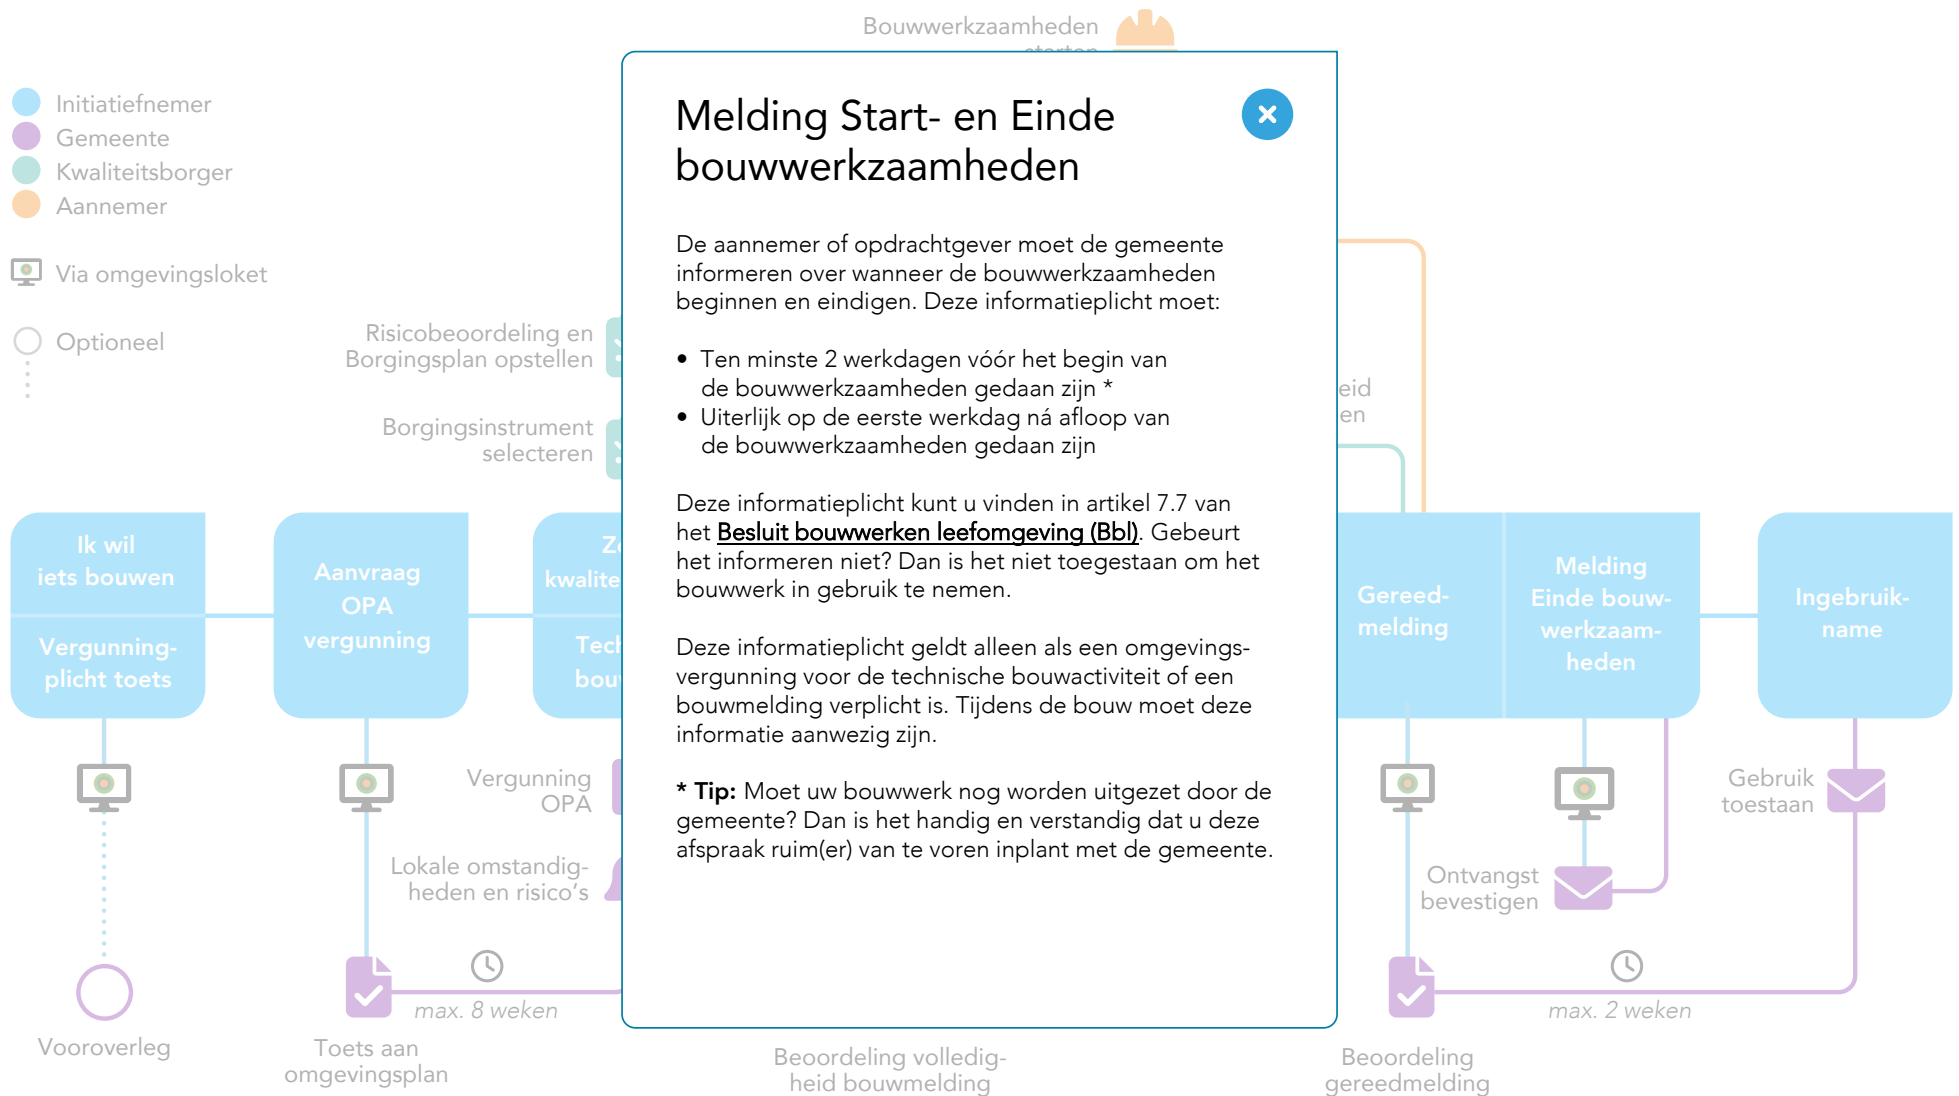 Bouwwerkzaamheden
starten
Initiatiefnemer
Gemeente
Kwaliteitsborger
Aannemer
Via omgevingsloket
Optioneel
Risicobeoordeling en
Borgingsplan opstellen
Borgingsinstrument
selecteren
Ik wil
iets bouwen
Vergunning-
plicht toets
Aanvraag
OPA
vergunning
Vergunning
OPA
Lokale omstandig-
heden en risico's
max. 8 weken
Vooroverleg
Toets aan
omgevingsplan
Melding Start- en Einde
bouwwerkzaamheden
De aannemer of opdrachtgever moet de gemeente
informeren over wanneer de bouwwerkzaamheden
beginnen en eindigen. Deze informatieplicht moet:
• Ten minste 2 werkdagen vóór het begin van
de bouwwerkzaamheden gedaan zijn *
• Uiterlijk op de eerste werkdag ná afloop van
de bouwwerkzaamheden gedaan zijn
Deze informatieplicht kunt u vinden in artikel 7.7 van
het Besluit bouwwerken leefomgeving (Bbl). Gebeurt
het informeren niet? Dan is het niet toegestaan om het
bouwwerk in gebruik te nemen.
Deze informatieplicht geldt alleen als een omgevings-
vergunning voor de technische bouwactiviteit of een
bouwmelding verplicht is. Tijdens de bouw moet deze
informatie aanwezig zijn.
* Tip: Moet uw bouwwerk nog worden uitgezet door de
gemeente? Dan is het handig en verstandig dat u deze
afspraak ruim(er) van te voren inplant met de gemeente.
Beoordeling volledig-
heid bouwmelding
eid
en
Gereed-
melding
Melding
Einde bouw-
werkzaam-
heden
Ingebruik-
name
Gebruik
toestaan
Ontvangst
bevestigen
max. 2 weken
Beoordeling
gereedmelding